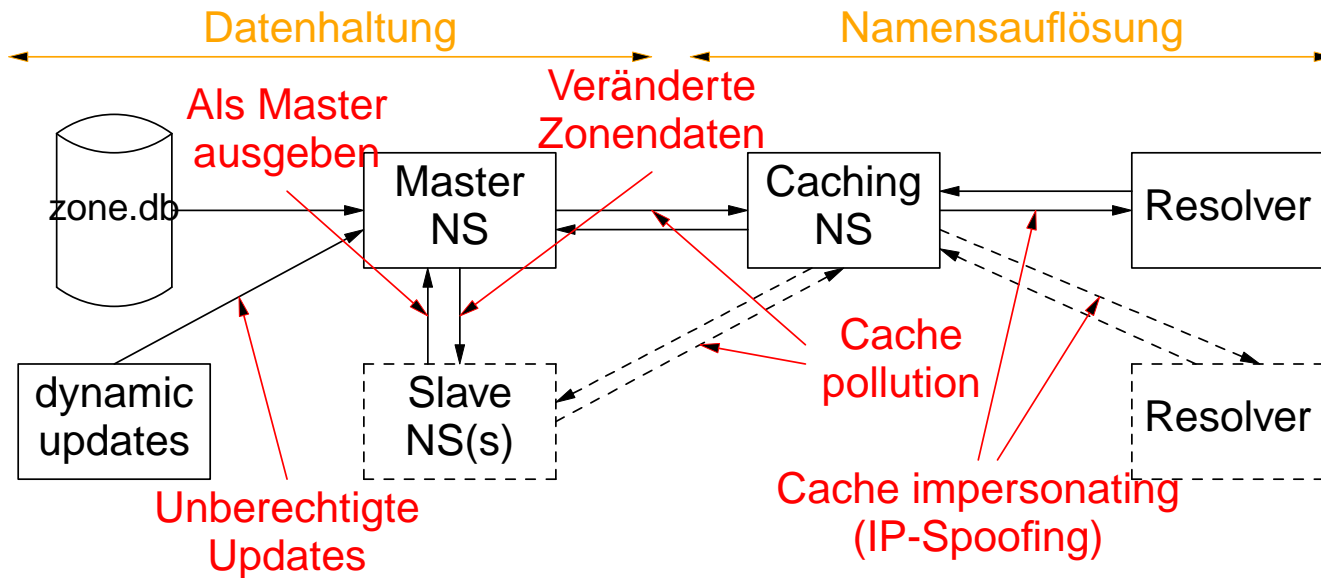 Datenhaltung
Namensauflösung
Als Master
ausgeben
Veränderte
Zonendaten
zone.db
Master
NS
Caching
NS
Resolver
dynamic
updates
Slave
NS(s)
Cache
pollution
Resolver
Unberechtigte
Updates
Cache impersonating
(IP-Spoofing)